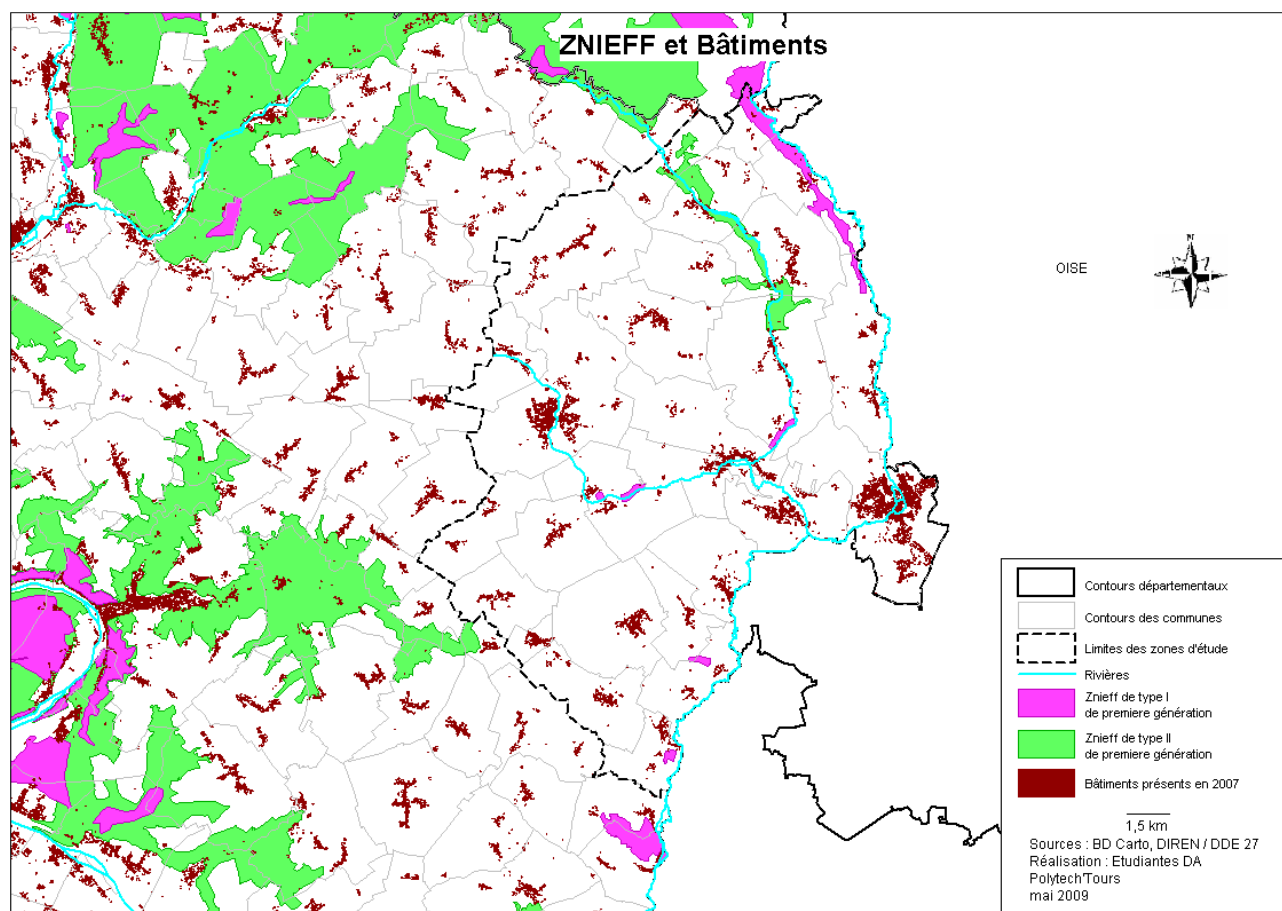 ZNIEFF et Bâtiments
OISE
N
Contours départementaux
Contours des communes
Limites des zones d'étude
Rivières
Znieff de type I
de premiere génération
Znieff de type II
de premiere génération
Bâtiments présents en 2007
1,5 km
Sources : BD Carto, DIREN / DDE 27
Réalisation : Etudiantes DA
Polytech'Tours
mai 2009